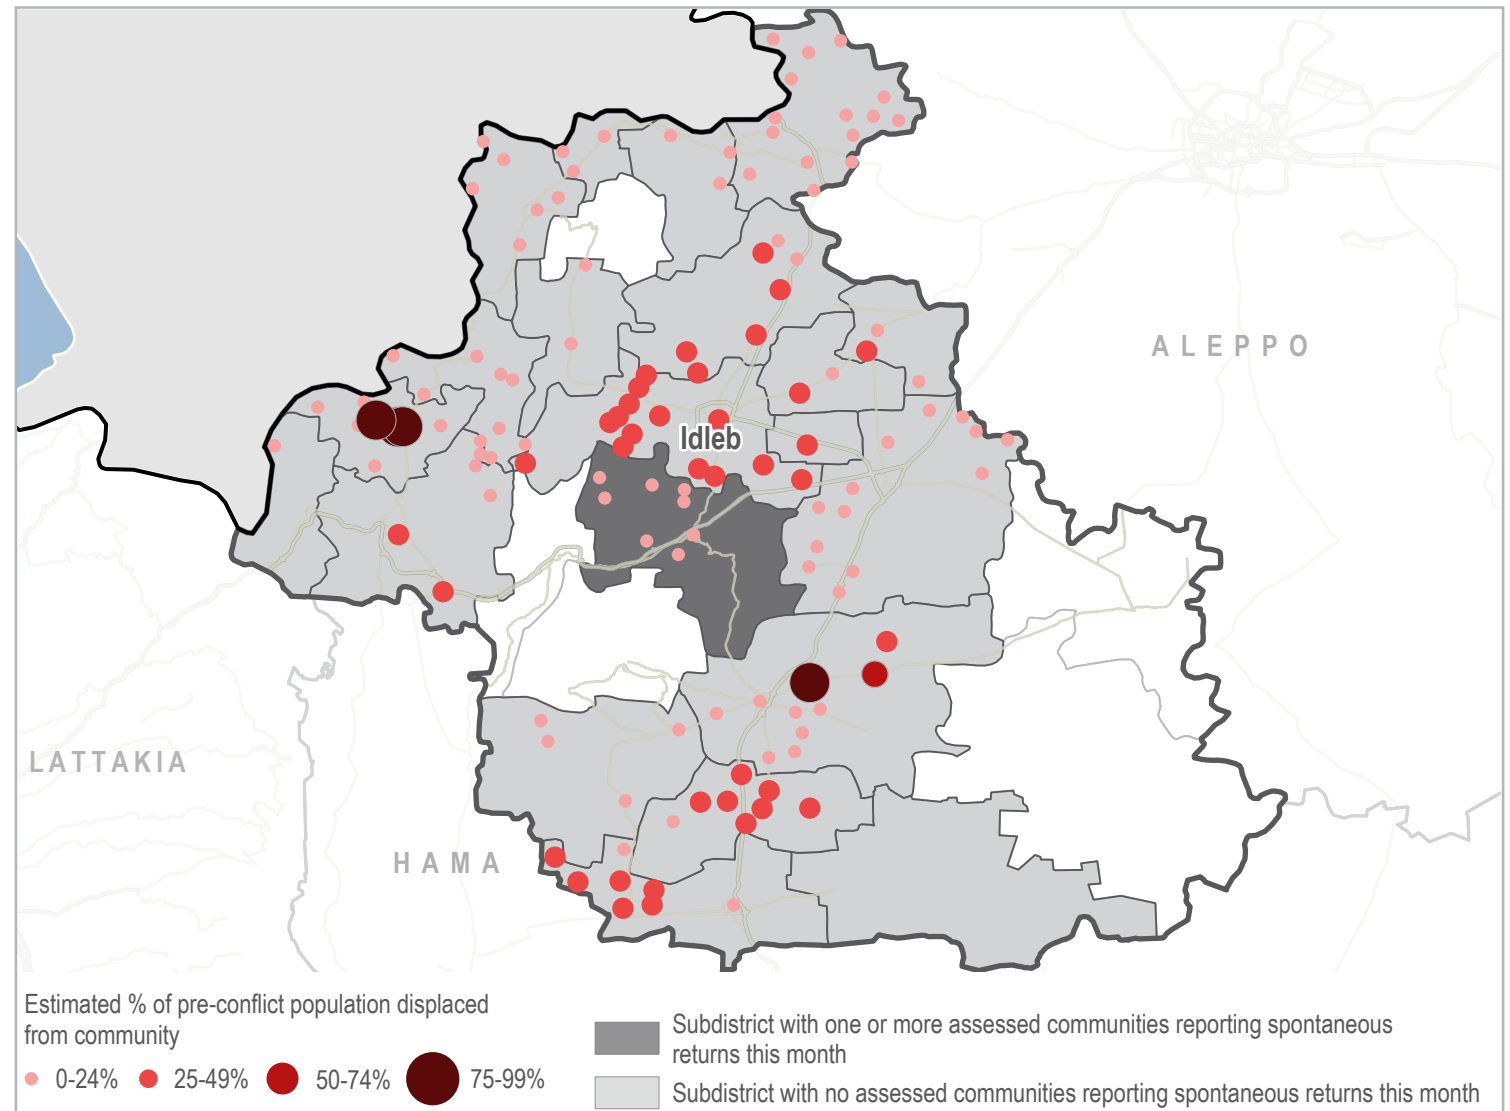 Idleb
ALEPPO
LATTAKIA
HAMA
Estimated % of pre-conflict population displaced
from community
0-24%
25-49%
50-74%
75-99%
Subdistrict with one or more assessed communities reporting spontaneous
returns this month
Subdistrict with no assessed communities reporting spontaneous returns this month